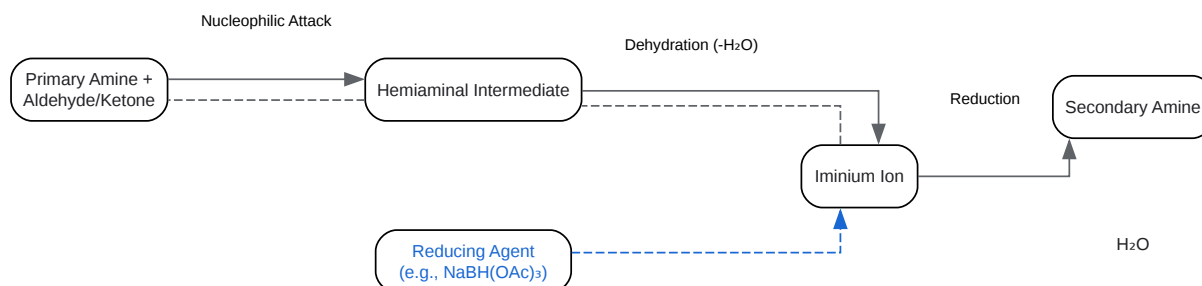 Nucleophilic Attack
Dehydration (-H₂O)
Primary Amine +
Aldehyde/Ketone
Hemiaminal Intermediate
Reduction
Secondary Amine
Iminium Ion
Reducing Agent
(e.g., NaBH(OAc)₃)
H₂O